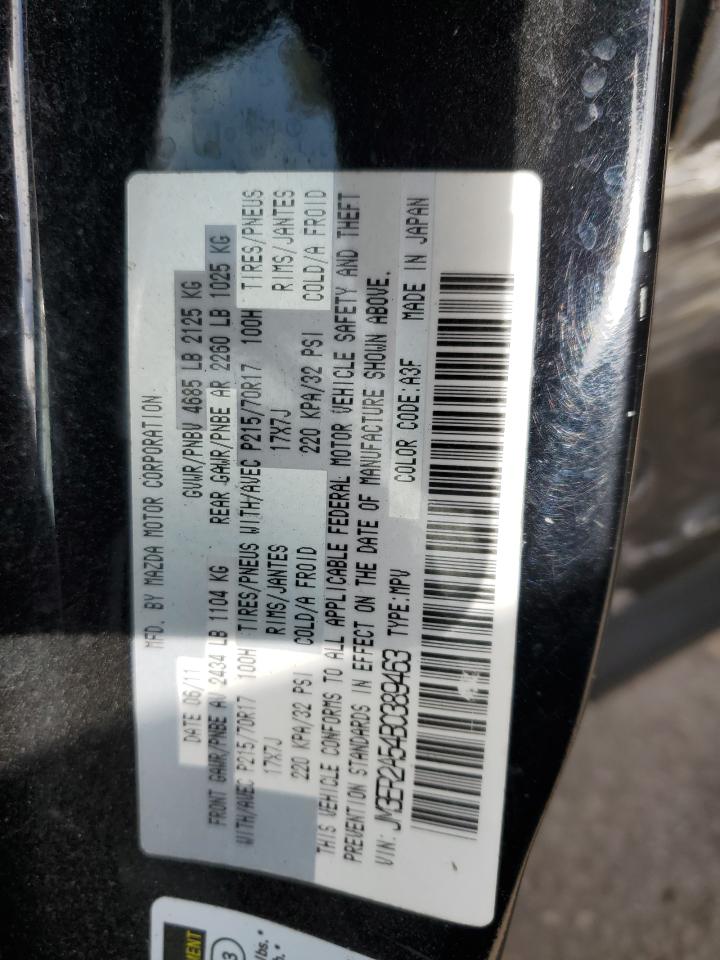 MFD. BY MAZDA MOTOR CORPORATION
DATE 06/11 GVWR/PNBV 4685 LB 2125 KG
FRONT GAWR/PNBE AV 2434 LB 1104 KG REAR GAWR/PNBE AR 2260 LB 1025 KG
WITH/AVEC P215/70R17 100H TIRES/PNEUS WITH/AVEC P215/70R17 100H TIRES/PNEUS
17X7J RIMS/JANTES 17X7J RIMS/JANTES
220 KPA/32 PSI COLD/A FROID 220 KPA/32 PSI COLD/A FROID
THIS VEHICLE CONFORMS TO ALL APPLICABLE FEDERAL MOTOR VEHICLE SAFETY AND THEFT
PREVENTION STANDARDS IN EFFECT ON THE DATE OF MANUFACTURE SHOWN ABOVE.
VIN: JM3ER2A54B0389463 TYPE:MPV COLOR CODE:A3F MADE IN JAPAN
MENT
3
lbs.*